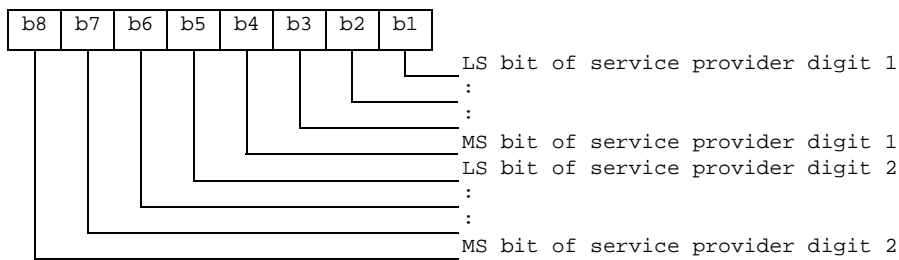 b8 b7 b6 b5 b4 b3 b2 b1
LS bit of service provider digit 1
:
:
MS bit of service provider digit 1
LS bit of service provider digit 2
:
:
MS bit of service provider digit 2